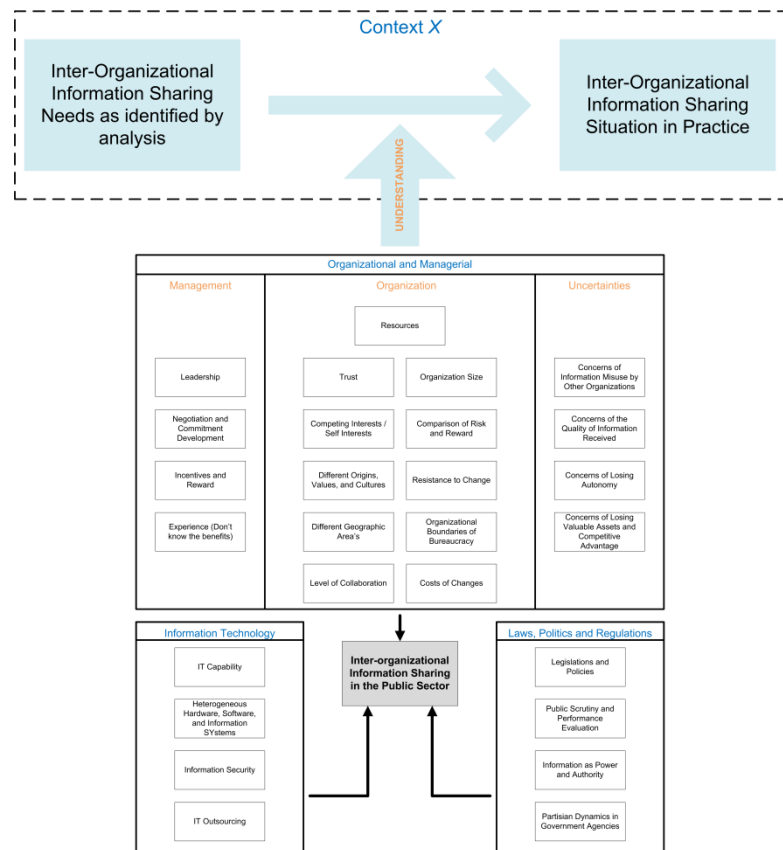 Context X
Inter-Organizational
Information Sharing
Needs as identified by
analysis
Inter-Organizational
Information Sharing
Situation in Practice
UNDERSTANDING
Organizational and Managerial
Management
Organization
Uncertainties
Resources
Leadership
Trust
Organization Size
Concerns of
Information Misuse by
Other Organizations
Negotiation and
Commitment
Development
Competing Interests /
Self Interests
Comparison of Risk
and Reward
Concerns of the
Quality of Information
Received
Incentives and
Reward
Different Origins,
Values, and Cultures
Resistance to Change
Concerns of Losing
Autonomy
Experience (Don't
know the benefits)
Different Geographic
Area's
Organizational
Boundaries of
Bureaucracy
Concerns of Losing
Valuable Assets and
Competitive
Advantage
Level of Collaboration
Costs of Changes
Information Technology
IT Capability
Heterogeneous
Hardware, Software,
and Information
SYstems
Information Security
IT Outsourcing
Inter-organizational
Information Sharing
in the Public Sector
Laws, Politics and Regulations
Legislations and
Policies
Public Scrutiny and
Performance
Evaluation
Information as Power
and Authority
Partisian Dynamics in
Government Agencies